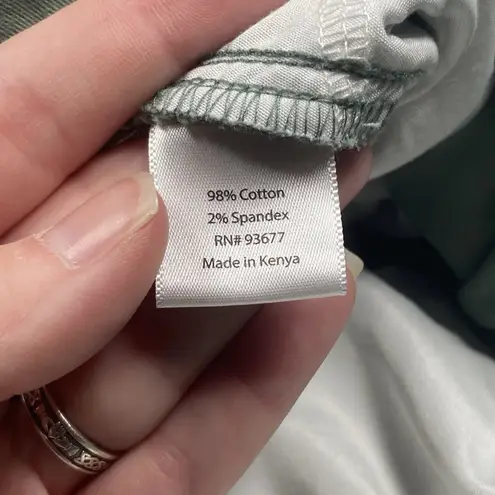 98% Cotton
2% Spandex
RN# 93677
Made in Kenya